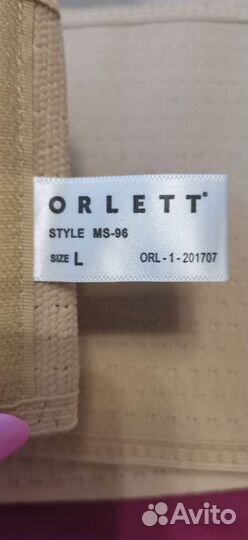 ORLETT®
STYLE MS-96
SIZE L ORL-1-201707
Avito